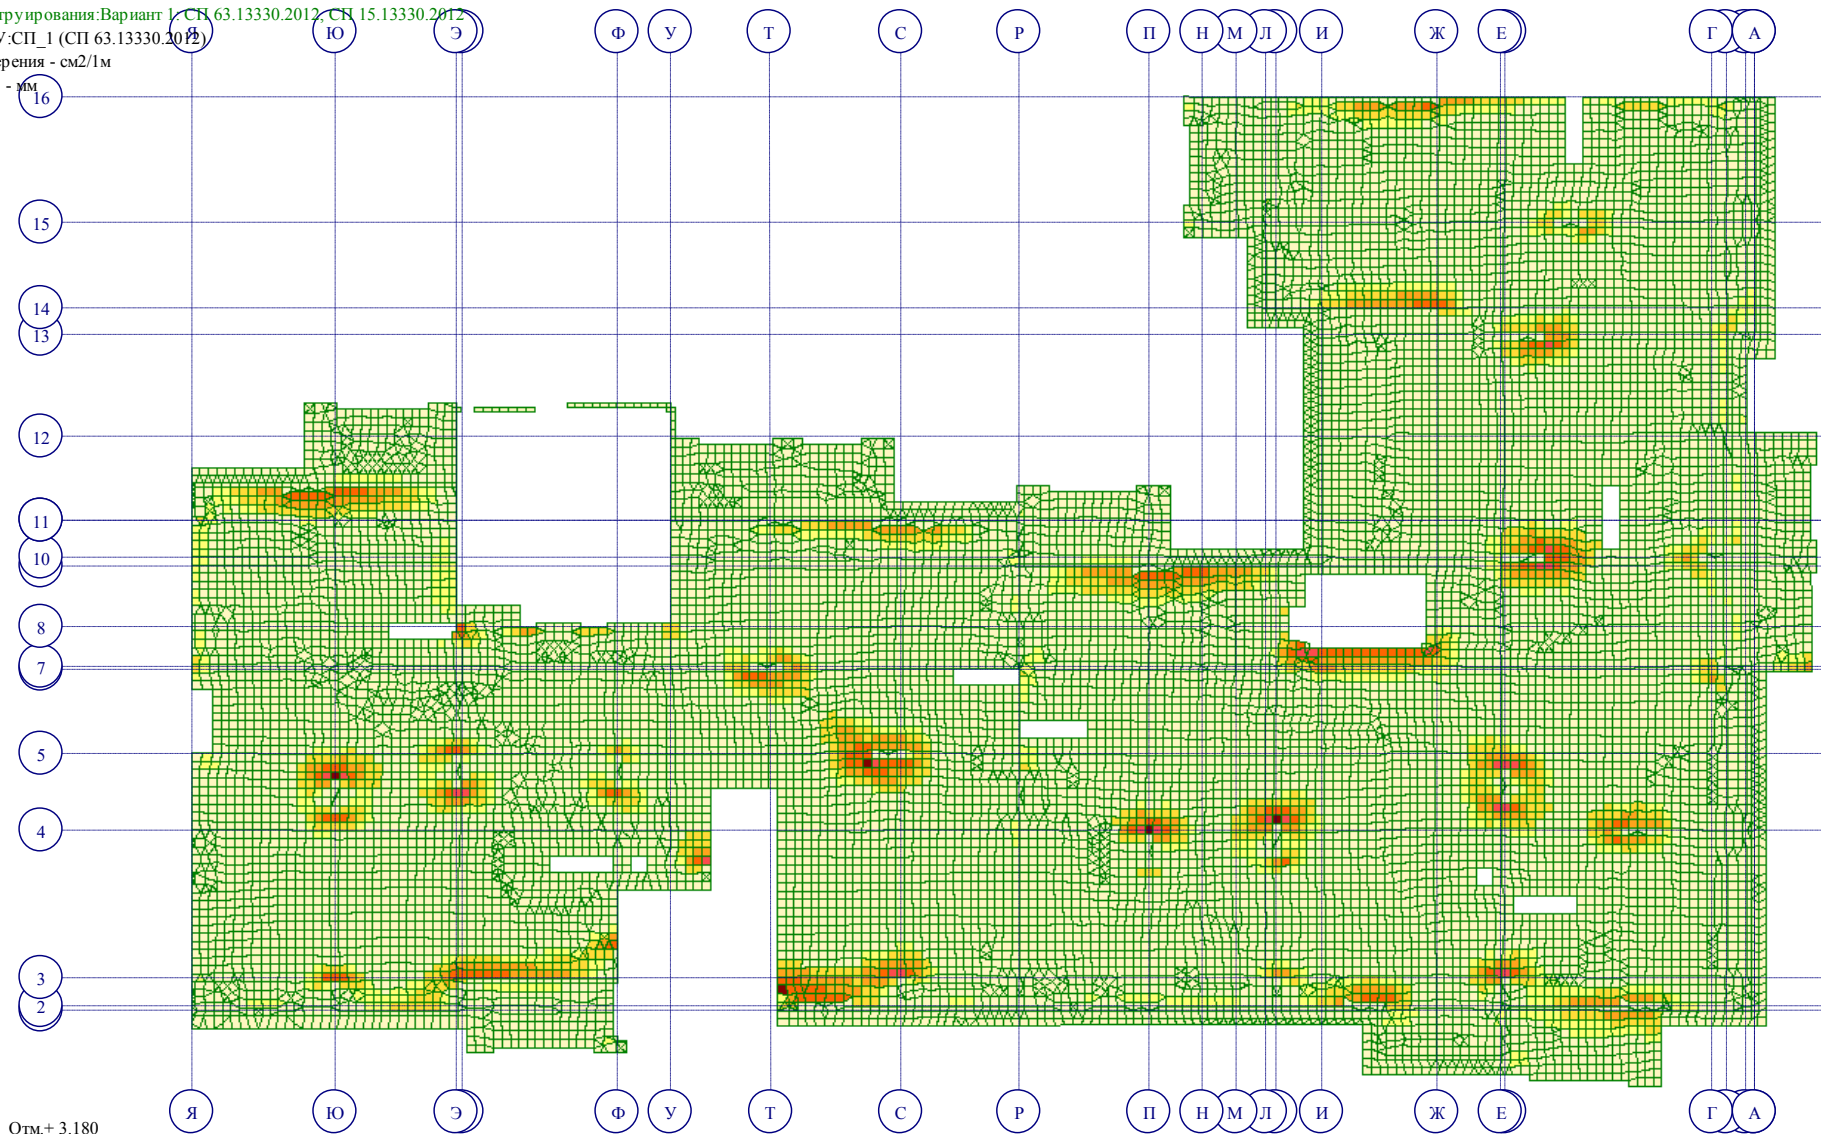 труирования:Вариант 1: СП 63.13330.2012, СП 15.13330.2012
У:СП_1 (СП 63.13330.2012)
ерения - см2/1м
- мм
Я Ю Э Ф У Т С Р П Н М Л И Ж Е Г А
16
15
14
13
12
11
10
8
7
5
4
3
2
Я Ю Э Ф У Т С Р П Н М Л И Ж Е Г А
Отм.+ 3.180